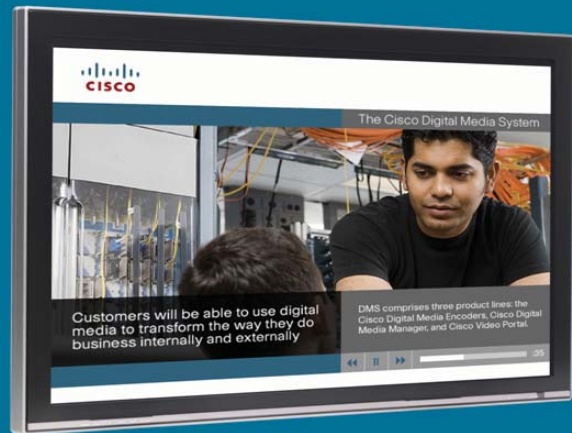 CISCO
The Cisco Digital Media System
Customers will be able to use digital
media to transform the way they do
business internally and externally
DMS comprises three product lines: the
Cisco Digital Media Encoders, Cisco Digital
Media Manager, and Cisco Video Portal.
:35